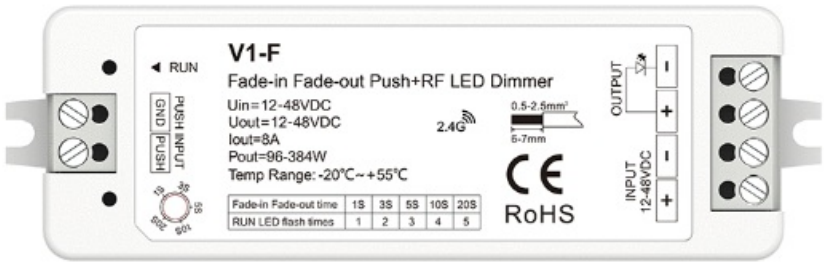 V1-F
◄ RUN
Fade-in Fade-out Push+RF LED Dimmer
Uin=12-48VDC
Uout=12-48VDC
Iout=8A
Pout=96-384W
Temp Range: -20℃~+55℃
2.4G
0.5-2.5mm²
6-7mm
CE
RoHS
PUSH INPUT
GND
PUSH
1S
3S
5S
10S
20S
Fade-in Fade-out time 1S 3S 5S 10S 20S
RUN LED flash times 1 2 3 4 5
OUTPUT
- +
INPUT
12-48VDC
- +